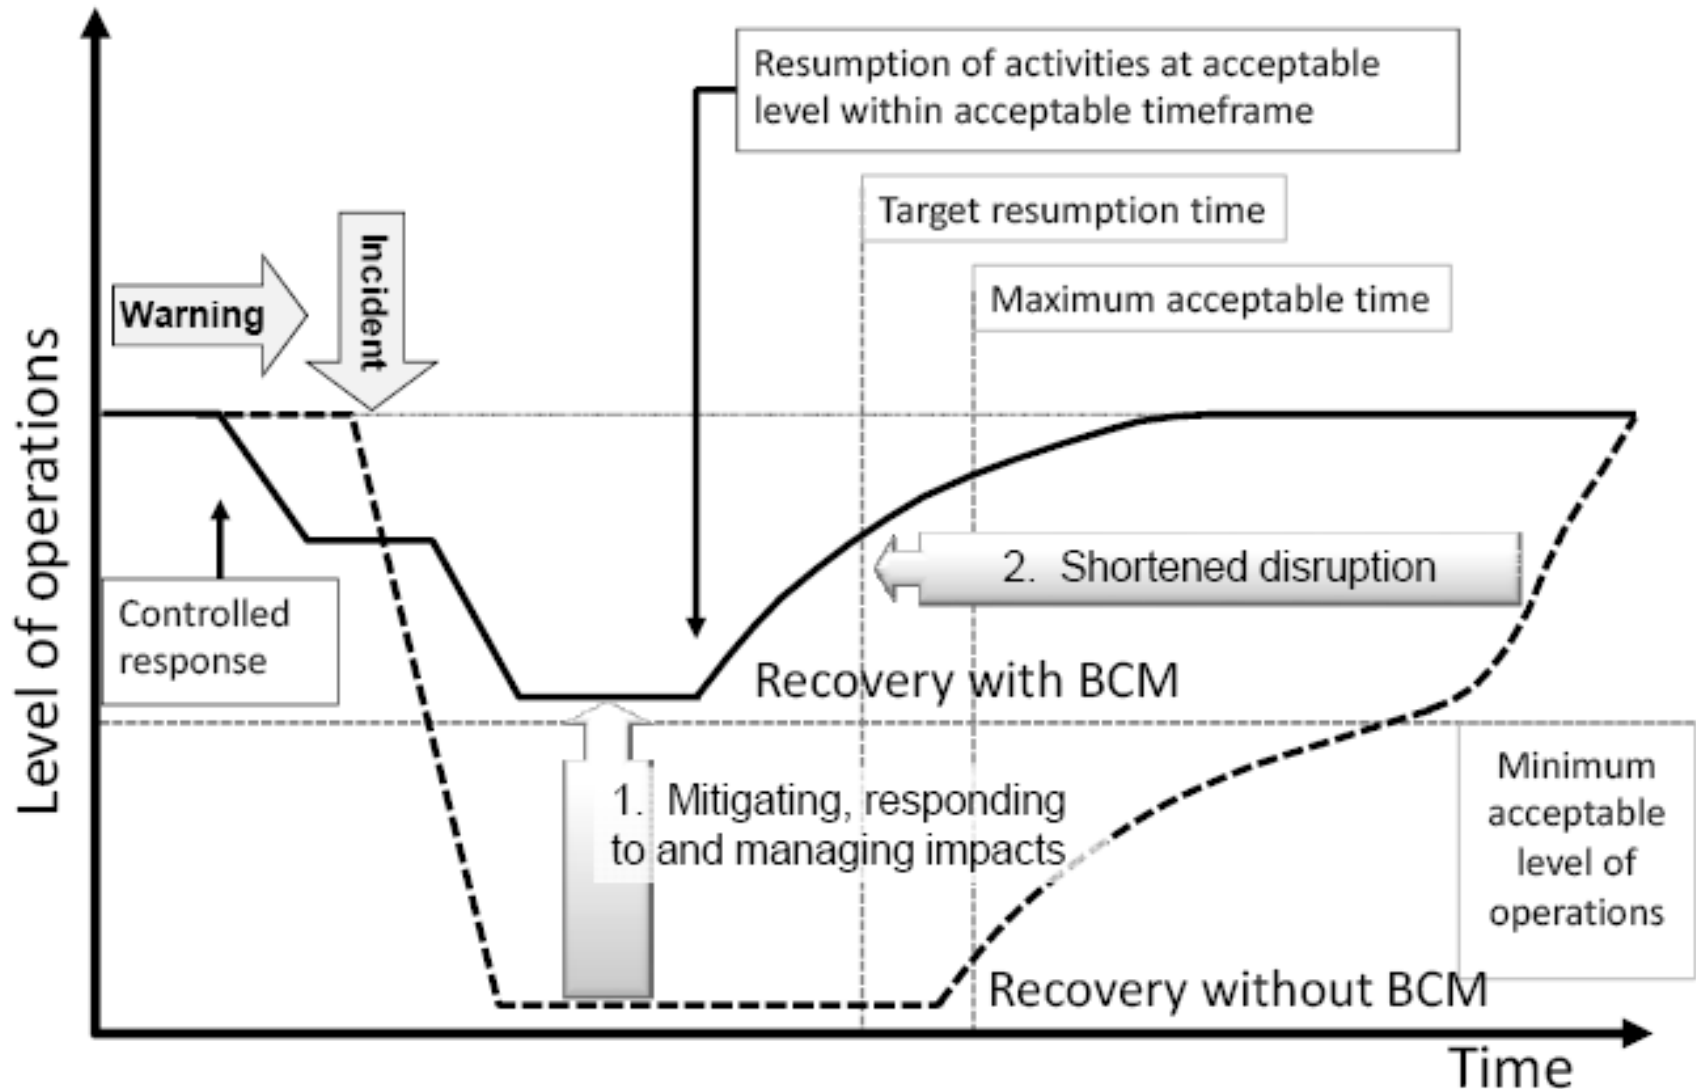 Resumption of activities at acceptable
level within acceptable timeframe
Target resumption time
Maximum acceptable time
Warning
Incident
Level of operations
Controlled
response
2. Shortened disruption
Recovery with BCM
1. Mitigating, responding
to and managing impacts
Minimum
acceptable
level of
operations
Recovery without BCM
Time